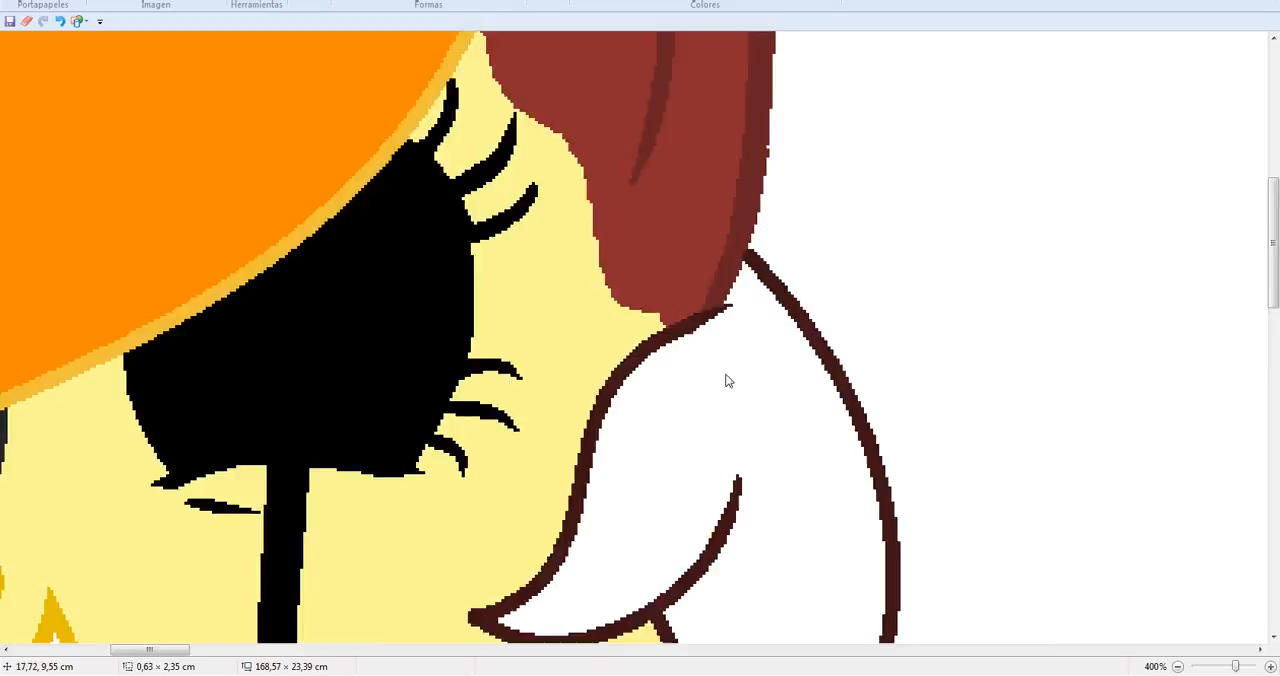 Portapapeles Imagen Herramientas Formas Colores
17,72, 9,55 cm 0,63 × 2,35 cm 168,57 × 23,39 cm 400%